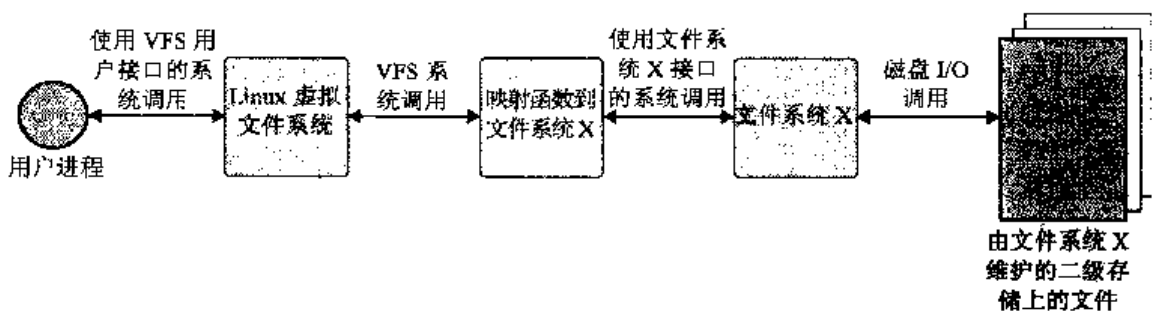 使用 VFS 用
户接口的系
统调用
用户进程
Linux 虚拟
文件系统
VFS 系
统调用
映射函数到
文件系统 X
使用文件系
统 X 接口
的系统调用
文件系统 X
磁盘 I/O
调用
由文件系统 X
维护的二级存
储上的文件